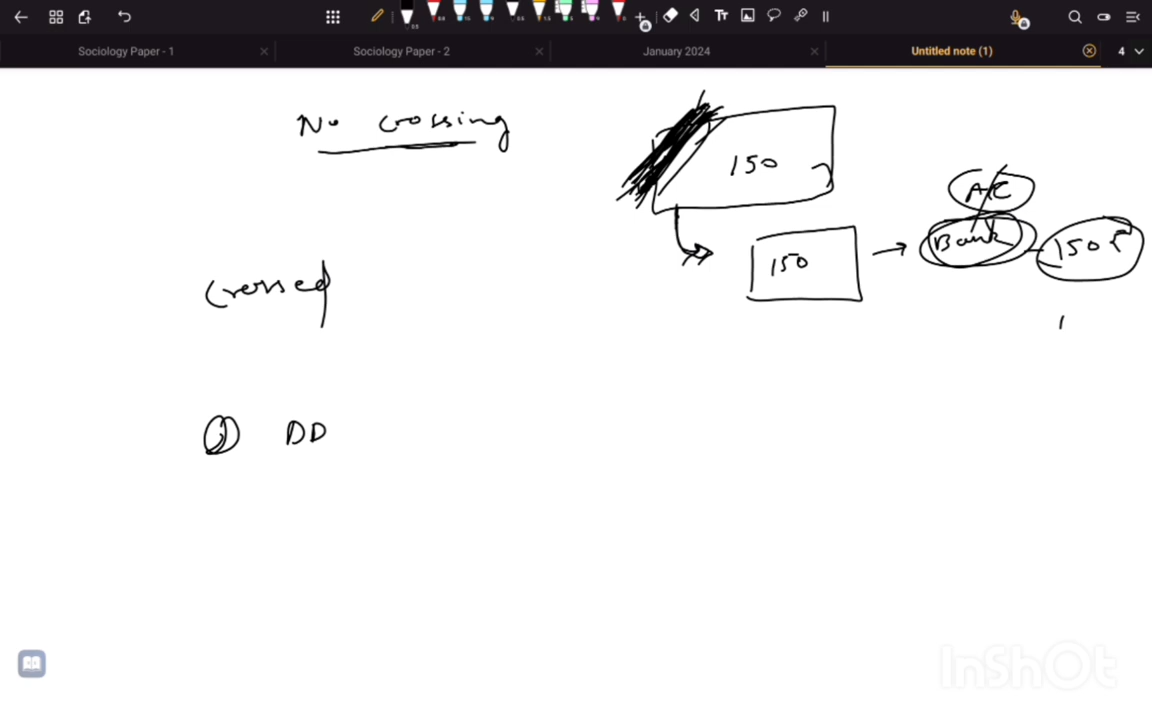 Sociology Paper - 1
Sociology Paper - 2
January 2024
Untitled note (1)
4
No crossing
150
A/C
150
Bank
150 ₹
crossed
DD
InShOt